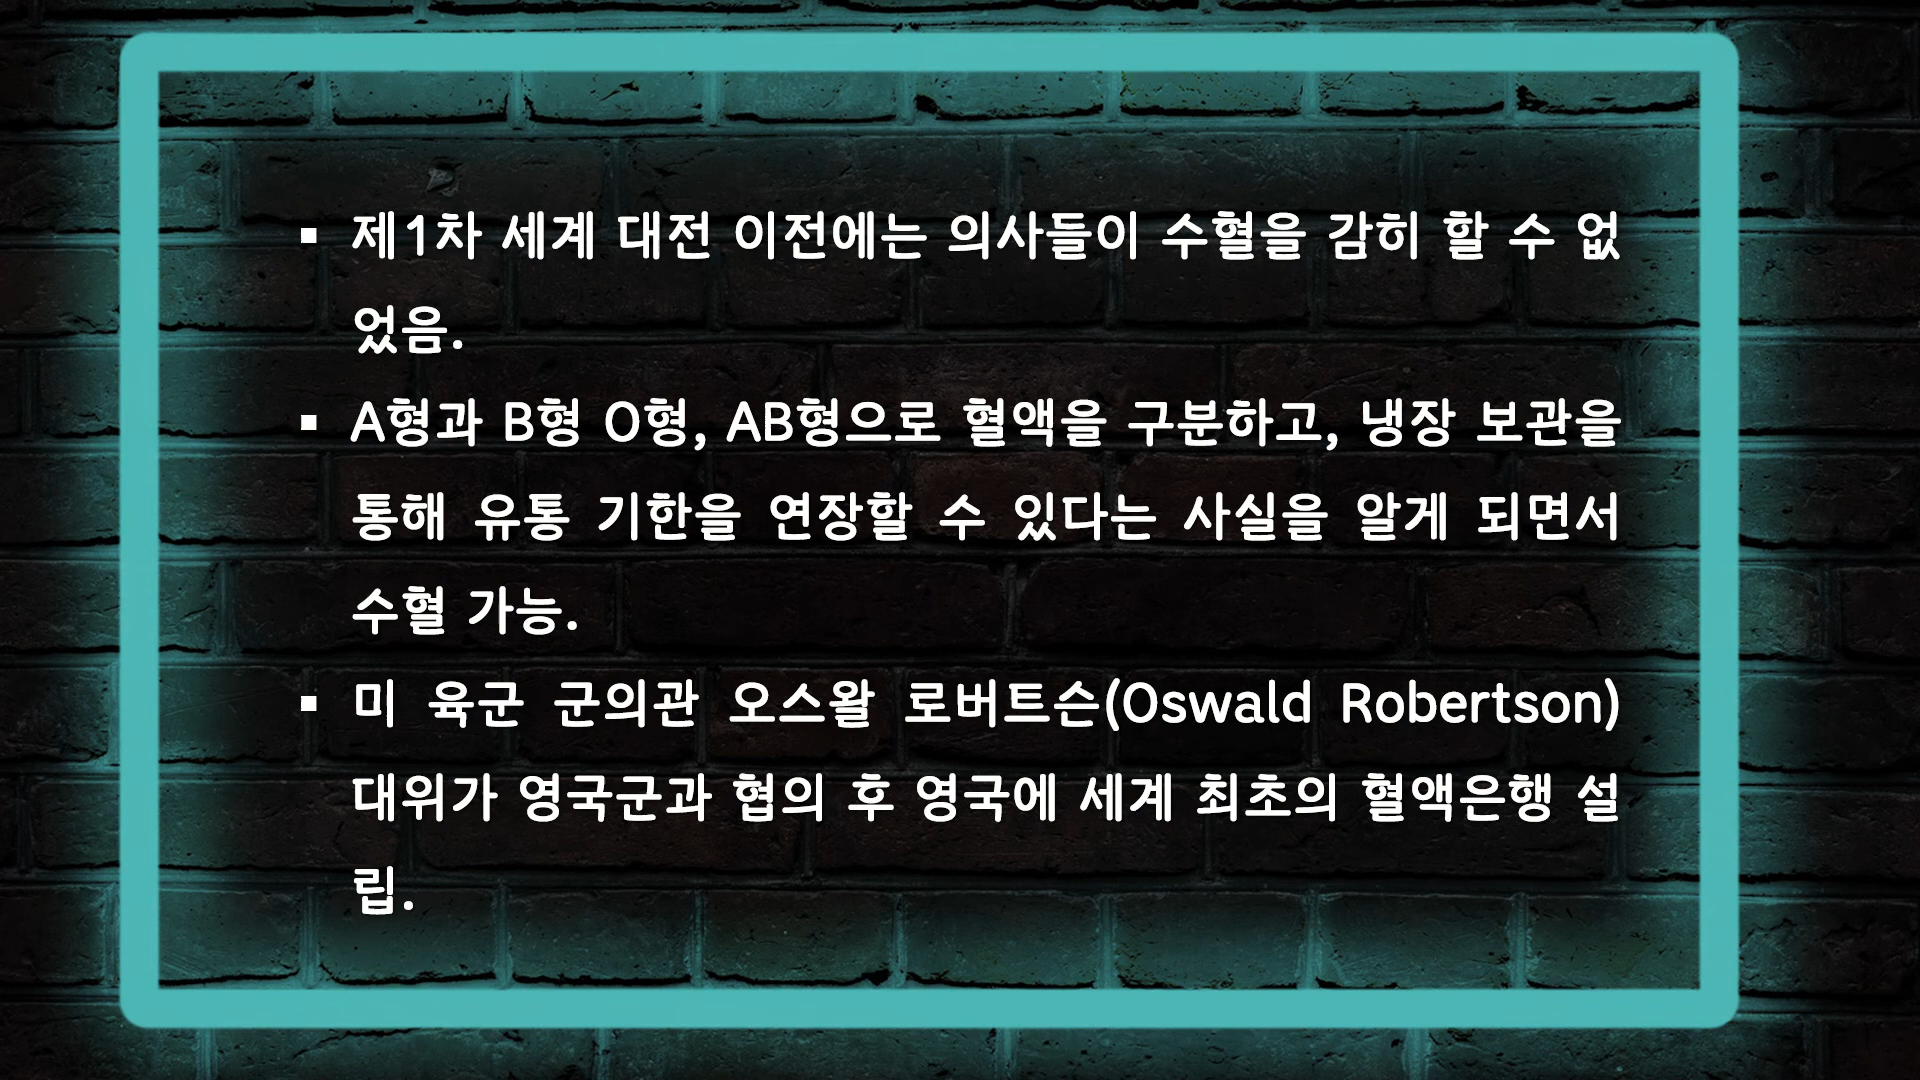 ▪ 제1차 세계 대전 이전에는 의사들이 수혈을 감히 할 수 없
었음.
▪ A형과 B형 O형, AB형으로 혈액을 구분하고, 냉장 보관을
통해 유통 기한을 연장할 수 있다는 사실을 알게 되면서
수혈 가능.
▪ 미 육군 군의관 오스왈 로버트슨(Oswald Robertson)
대위가 영국군과 협의 후 영국에 세계 최초의 혈액은행 설
립.